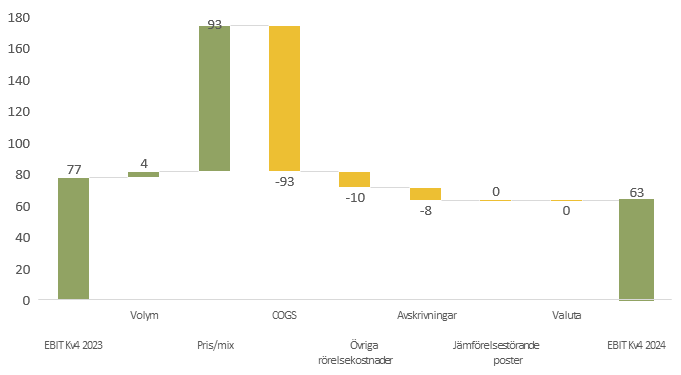 180
160
140
120
100
80
60
40
20
0
77
4
93
-93
-10
-8
0
0
63
Volym
COGS
Avskrivningar
Valuta
EBIT Kv4 2023
Pris/mix
Övriga
rörelsekostnader
Jämförelsestörande
poster
EBIT Kv4 2024